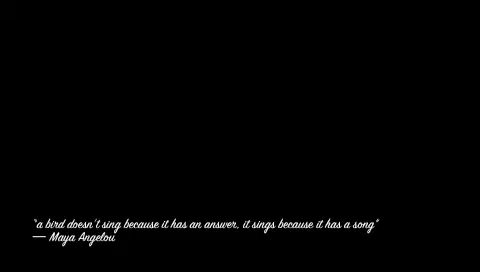 "a bird doesn't sing because it has an answer, it sings because it has a song"
— Maya Angelou